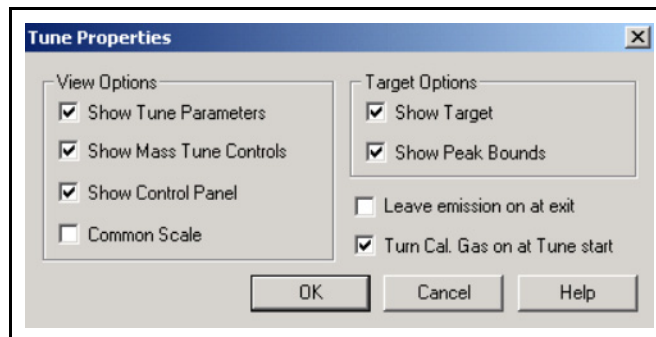 Tune Properties
View Options
Show Tune Parameters
Show Mass Tune Controls
Show Control Panel
Common Scale
Target Options
Show Target
Show Peak Bounds
Leave emission on at exit
Turn Cal. Gas on at Tune start
OK
Cancel
Help